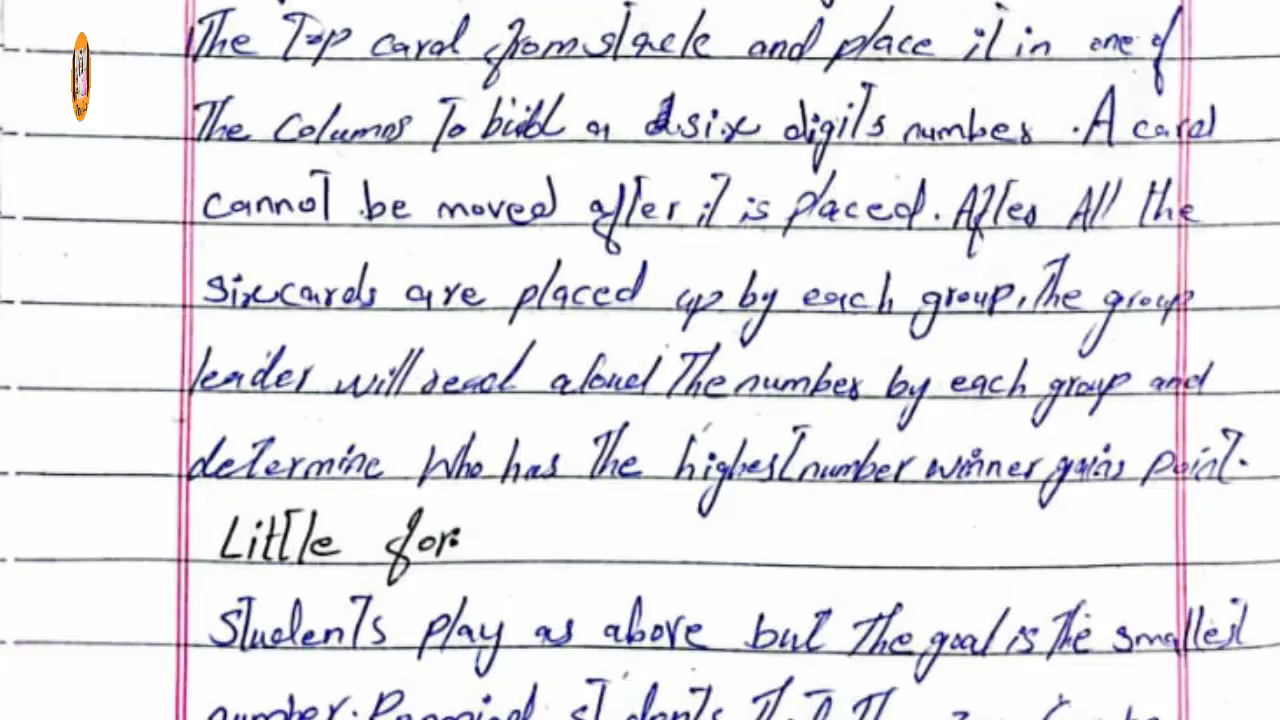 The Top card from stack and place it in one of
The columns To build a six digits number. A card
cannot be moved after it is placed. After All the
six cards are placed up by each group, The group
leader will read aloud The number by each group and
determine Who has The highest number winner gains point.
Little for:
Students play as above but The goal is The smallest
number. students